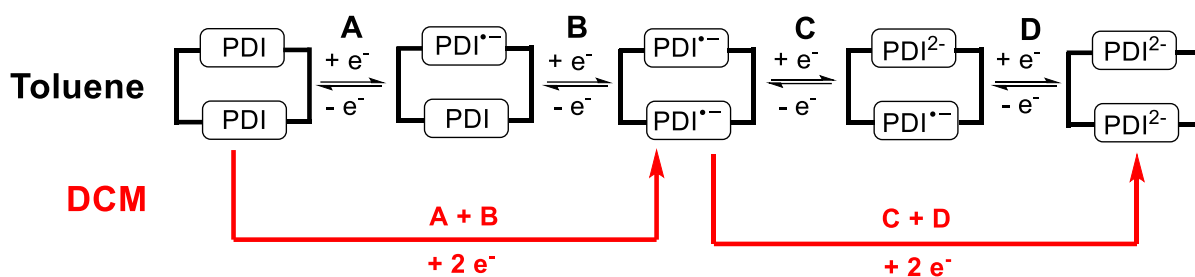 A B C D
PDI PDI•− PDI•− PDI2- PDI2-
+ e- + e- + e- + e-
Toluene
- e- - e- - e- - e-
PDI PDI PDI•− PDI•− PDI2-
DCM
A + B C + D
+ 2 e- + 2 e-